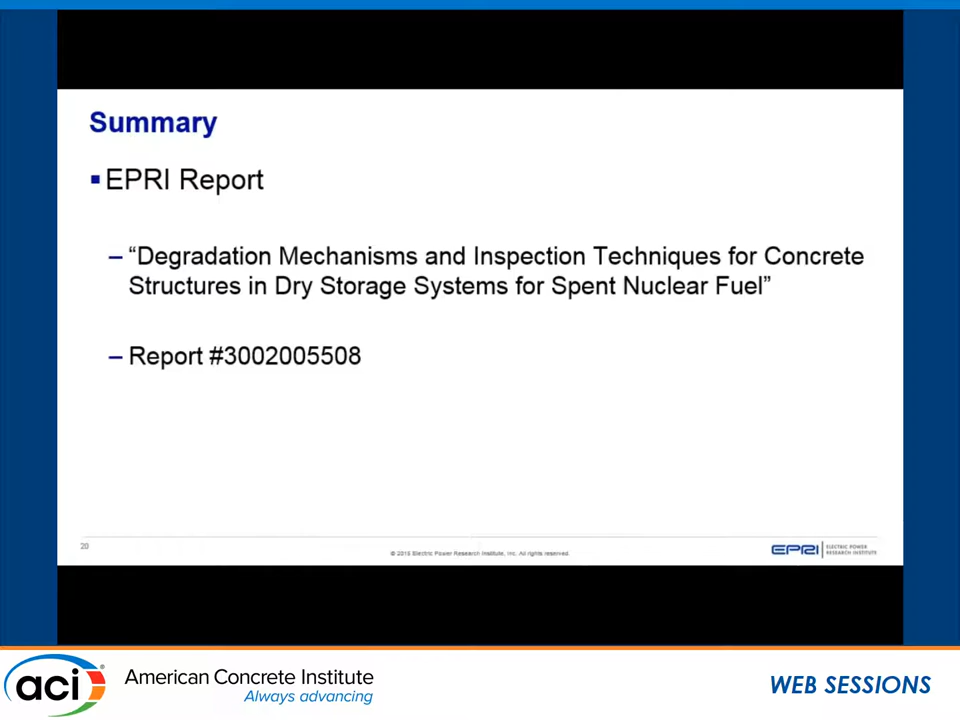 Summary
▪ EPRI Report
– “Degradation Mechanisms and Inspection Techniques for Concrete
Structures in Dry Storage Systems for Spent Nuclear Fuel”
– Report #3002005508
20
© 2015 Electric Power Research Institute, Inc. All rights reserved.
EPRI
ELECTRIC POWER
RESEARCH INSTITUTE
aci®
American Concrete Institute
Always advancing
WEB SESSIONS